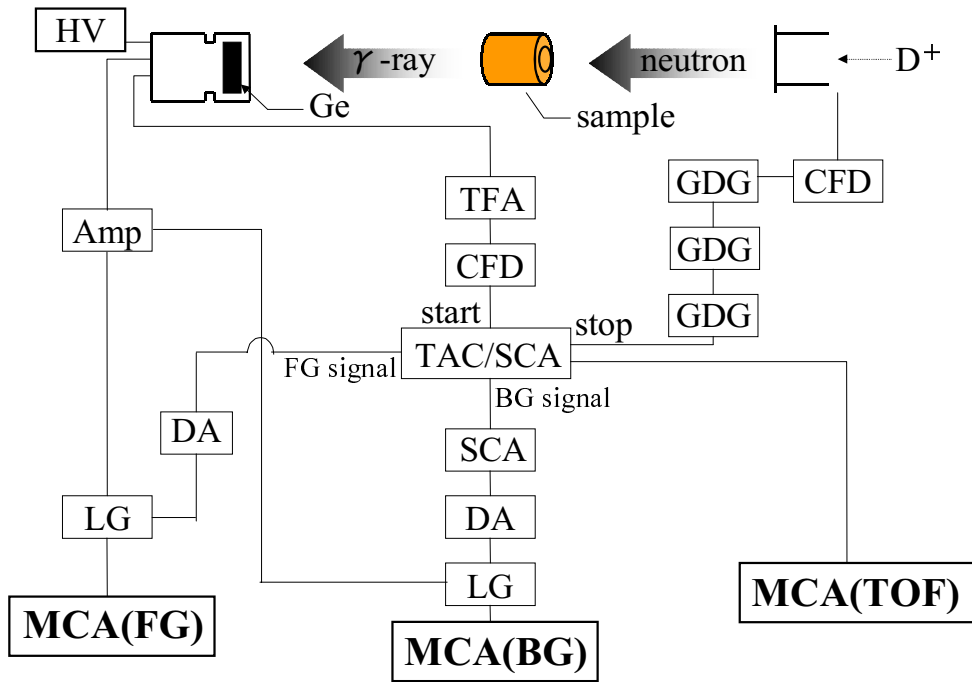 HV
γ-ray
neutron
D+
Ge
sample
TFA
GDG
CFD
Amp
CFD
GDG
start
GDG
stop
TAC/SCA
FG signal
BG signal
DA
SCA
LG
DA
LG
MCA(TOF)
MCA(FG)
MCA(BG)